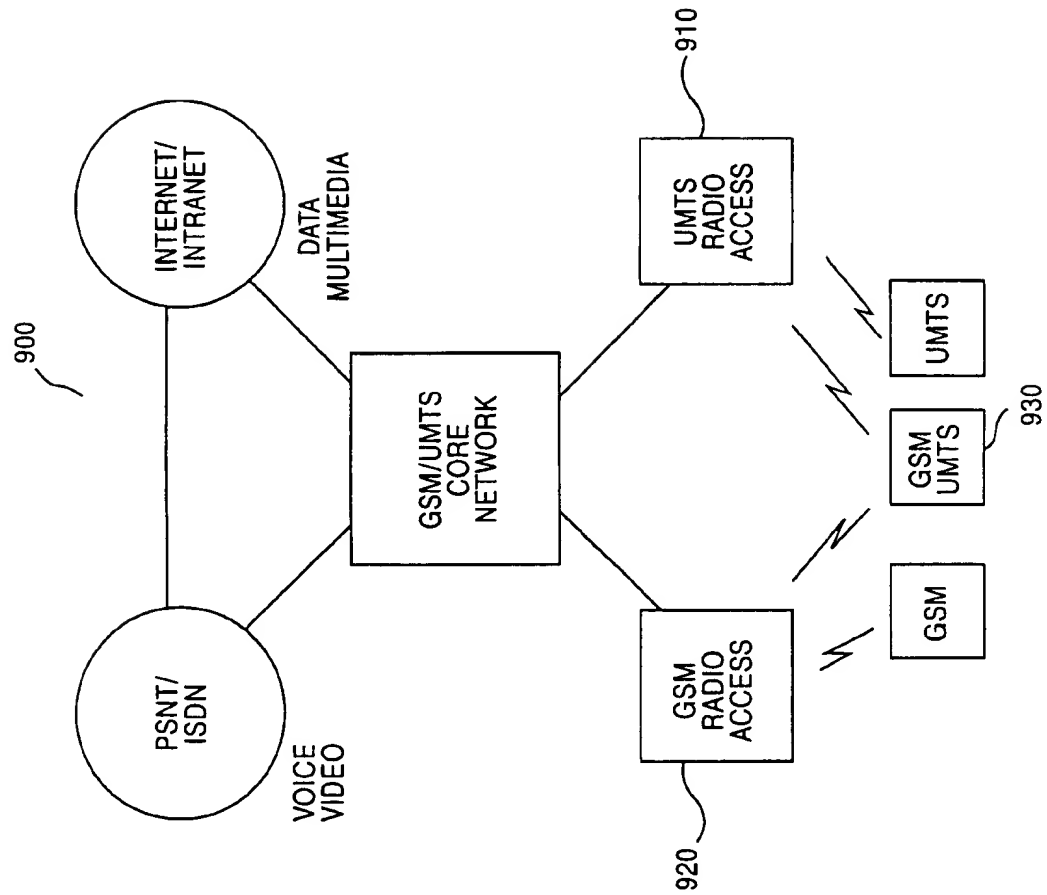 900
PSNT/
ISDN
INTERNET/
INTRANET
VOICE
VIDEO
DATA
MULTIMEDIA
GSM/UMTS
CORE
NETWORK
920
GSM
RADIO
ACCESS
UMTS
RADIO
ACCESS
910
GSM
GSM
UMTS
UMTS
930